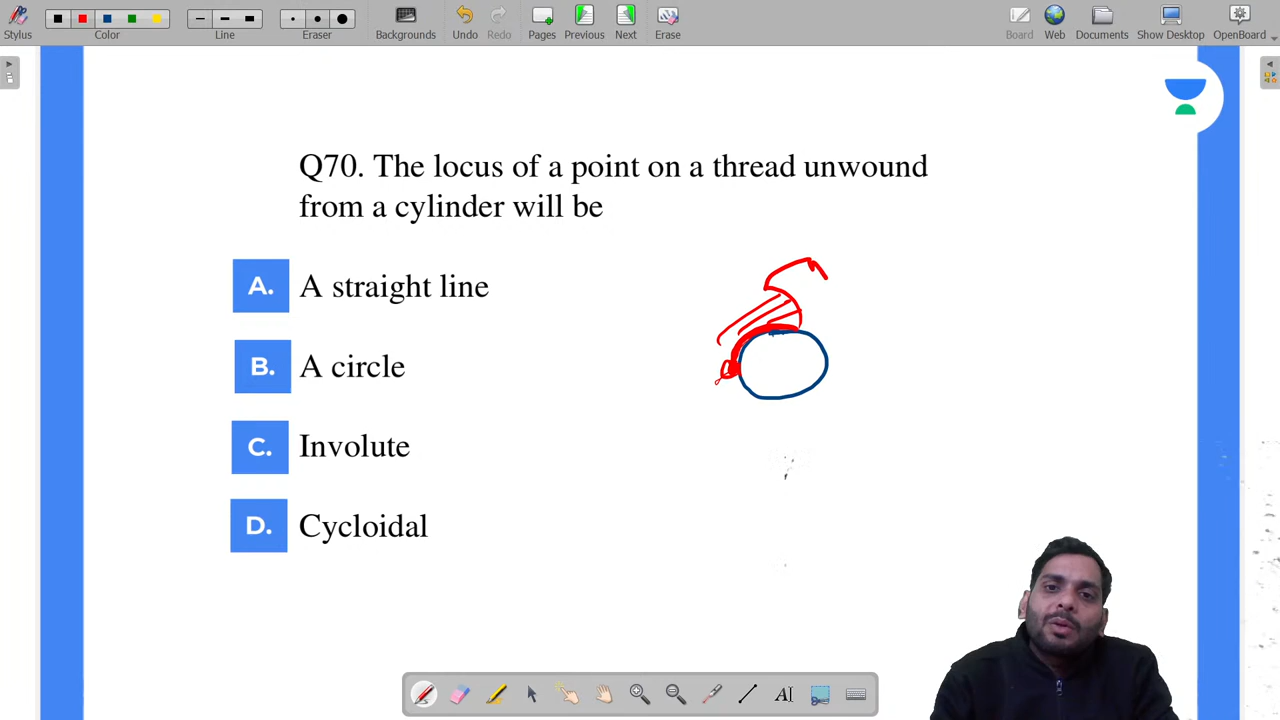 Stylus
Color
Line
Eraser
Backgrounds
Undo
Redo
Pages
Previous
Next
Erase
Board
Web
Documents
Show Desktop
OpenBoard
Q70. The locus of a point on a thread unwound
from a cylinder will be
A. A straight line
B. A circle
C. Involute
D. Cycloidal